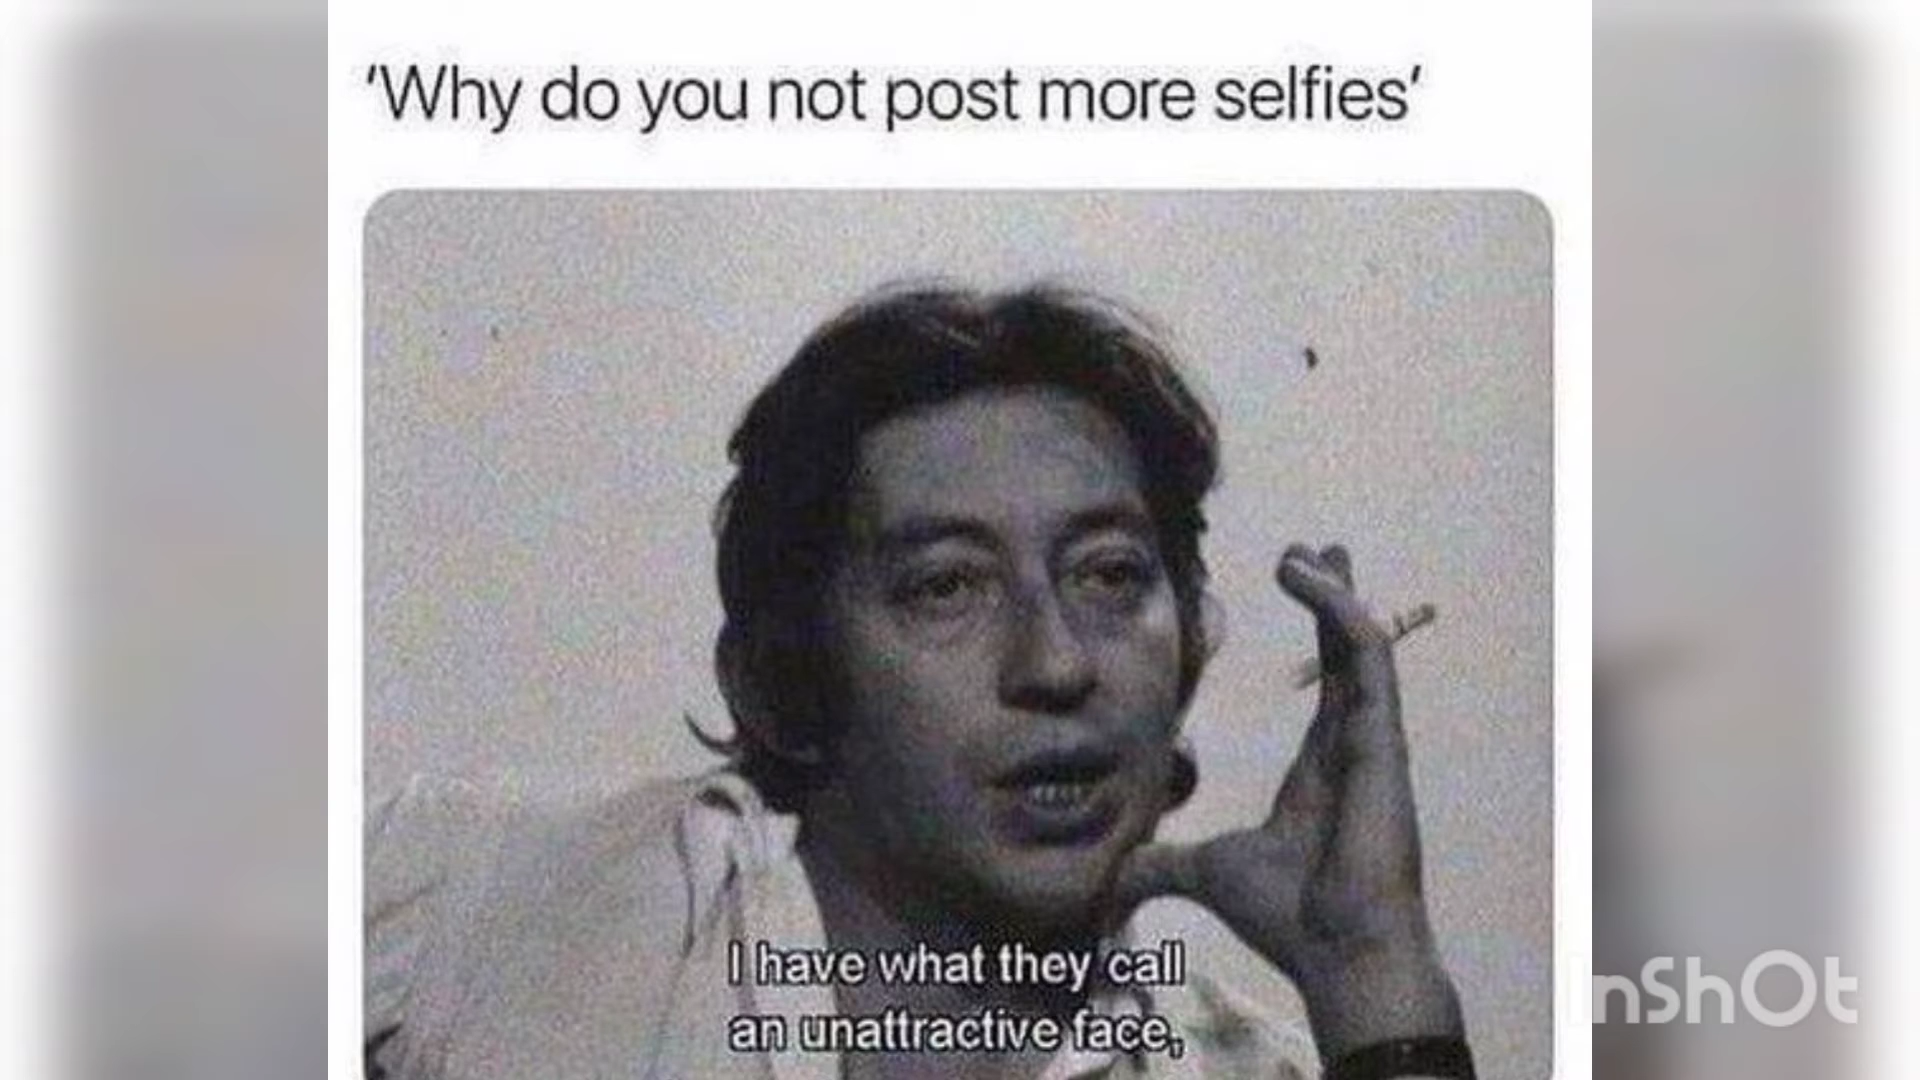 'Why do you not post more selfies'
I have what they call
an unattractive face,
InShOt